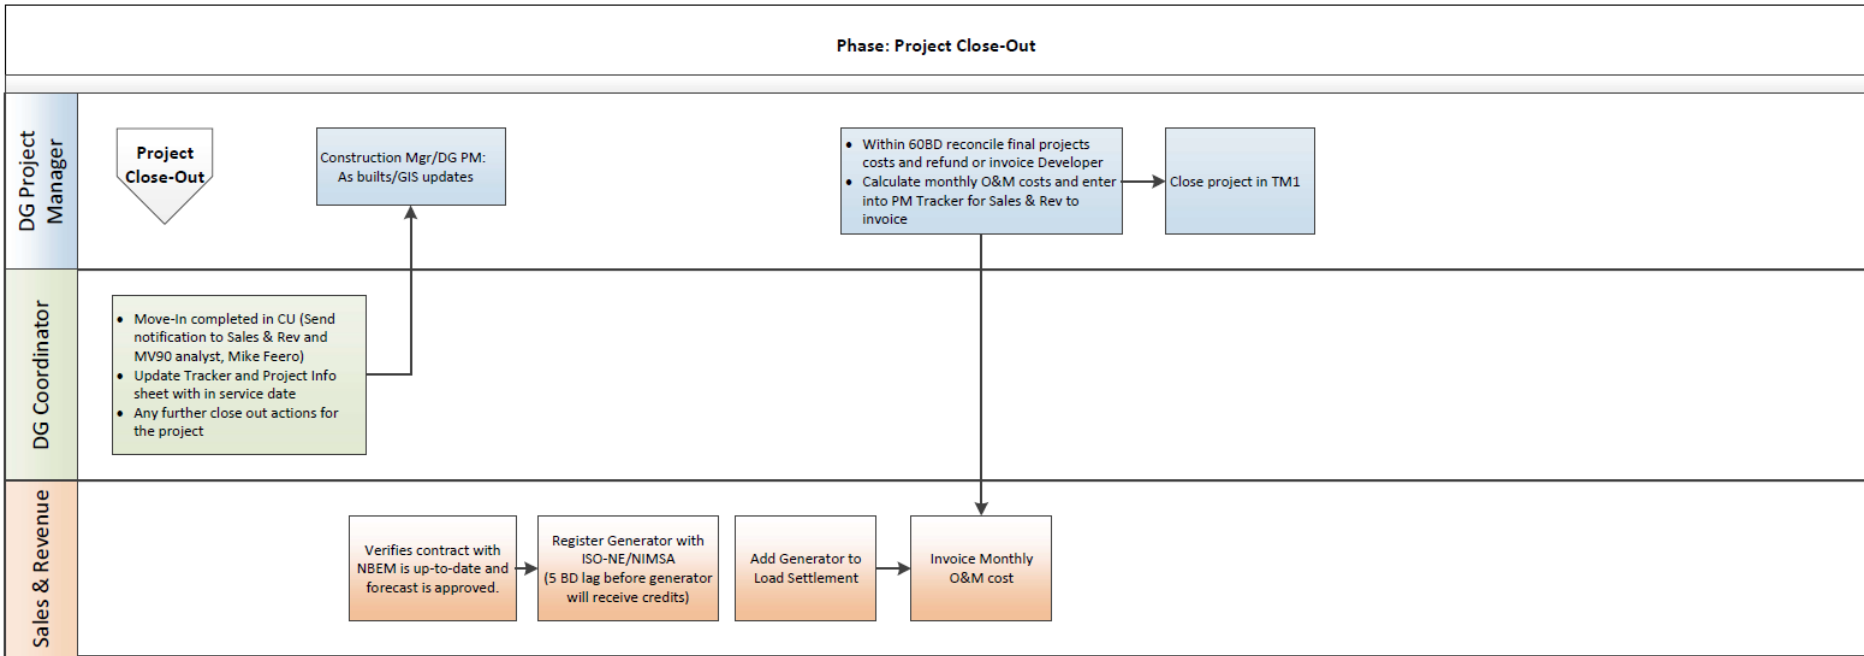 Phase: Project Close-Out
DG Project
Manager
Project
Close-Out
Construction Mgr/DG PM:
As builts/GIS updates
• Within 60BD reconcile final projects
costs and refund or invoice Developer
• Calculate monthly O&M costs and enter
into PM Tracker for Sales & Rev to
invoice
Close project in TM1
DG Coordinator
• Move-In completed in CU (Send
notification to Sales & Rev and
MV90 analyst, Mike Feero)
• Update Tracker and Project Info
sheet with in service date
• Any further close out actions for
the project
Sales & Revenue
Verifies contract with
NBEM is up-to-date and
forecast is approved.
Register Generator with
ISO-NE/NIMSA
(5 BD lag before generator
will receive credits)
Add Generator to
Load Settlement
Invoice Monthly
O&M cost